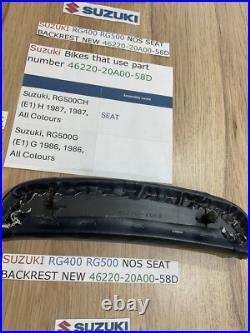 SUZUKI
SUZUKI RG400 RG500 NOS SEAT
BACKREST NEW 46220-20A00-58D
Suzuki Bikes that use part
number 46220-20A00-58D
Assembly name
Suzuki, RG500CH
(E1) H 1987, 1987,
All Colours
SEAT
Suzuki, RG500G
(E1) G 1986, 1986,
All Colours
SUZUKI RG400 RG500 NOS SEAT
BACKREST NEW 46220-20A00-58D
SUZUKI